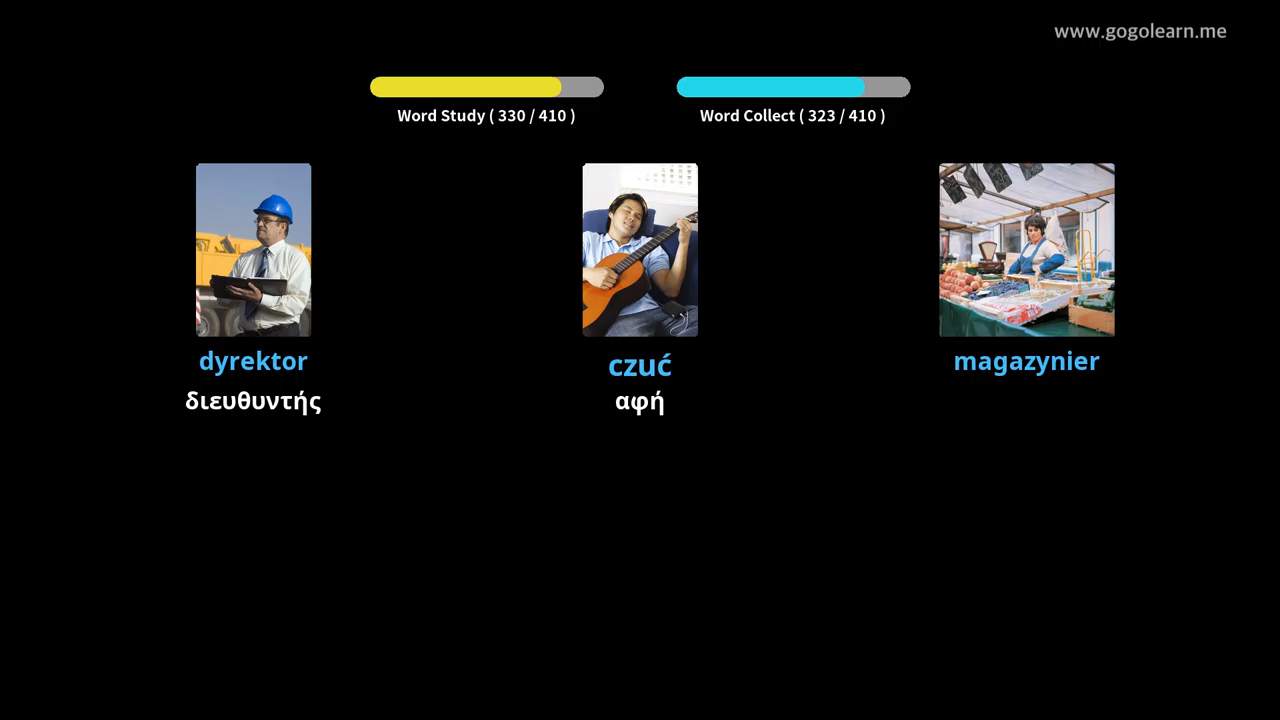 www.gogolearn.me
Word Study ( 330 / 410 )
Word Collect ( 323 / 410 )
dyrektor
διευθυντής
czuć
αφή
magazynier